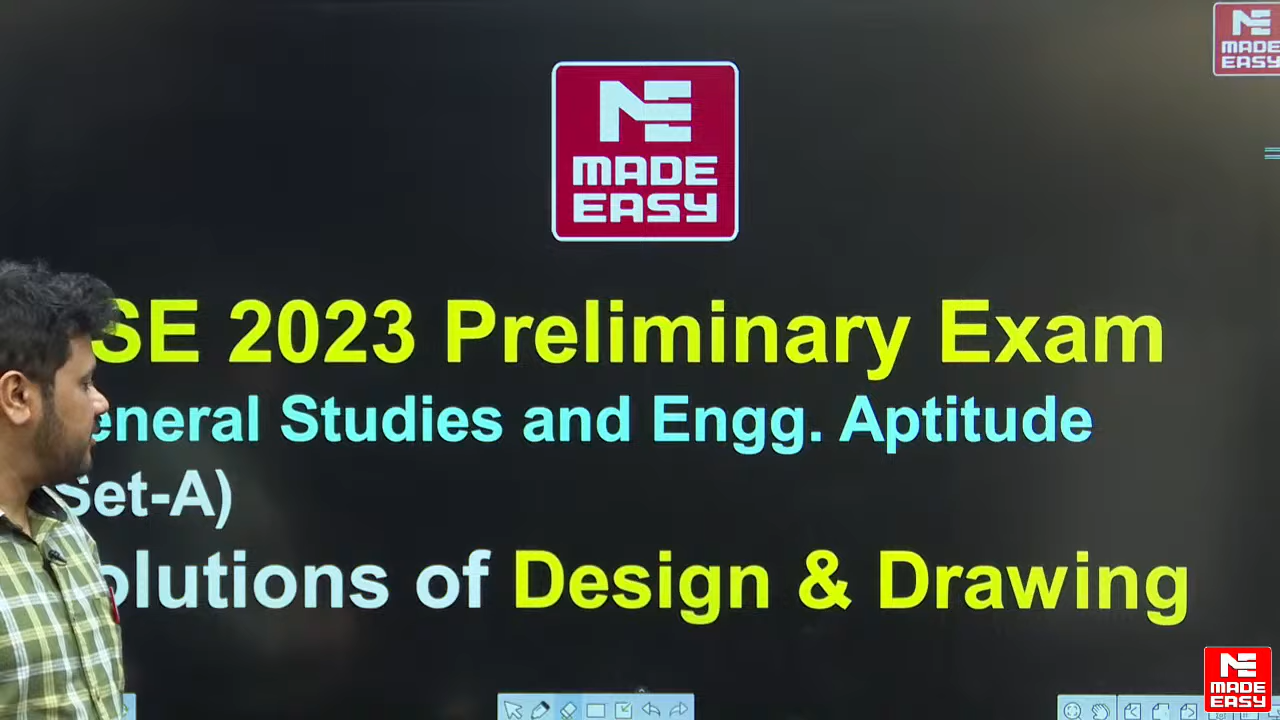 MADE
EASY
MADE
EASY
SE 2023 Preliminary Exam
eneral Studies and Engg. Aptitude
Set-A)
olutions of Design & Drawing
MADE
EASY